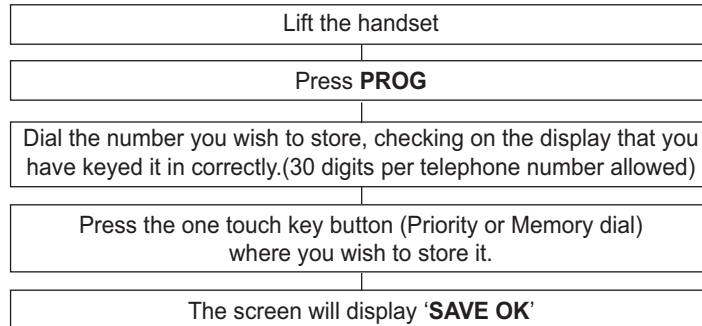 Lift the handset
Press PROG
Dial the number you wish to store, checking on the display that you
have keyed it in correctly.(30 digits per telephone number allowed)
Press the one touch key button (Priority or Memory dial)
where you wish to store it.
The screen will display ‘SAVE OK’